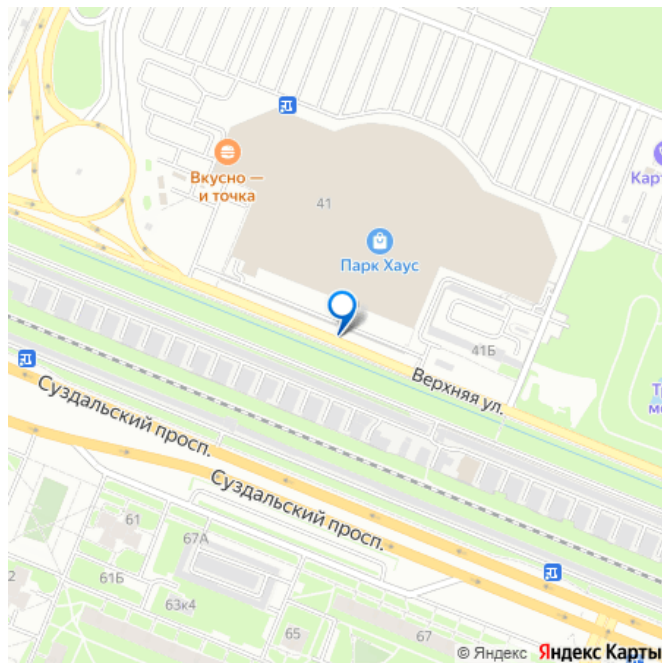 Вкусно —
и точка
41
Парк Хаус
41Б
Верхняя ул.
Суздальский просп.
Суздальский просп.
61
67А
61Б
63к4
65
67
2
© Яндекс Яндекс Карты